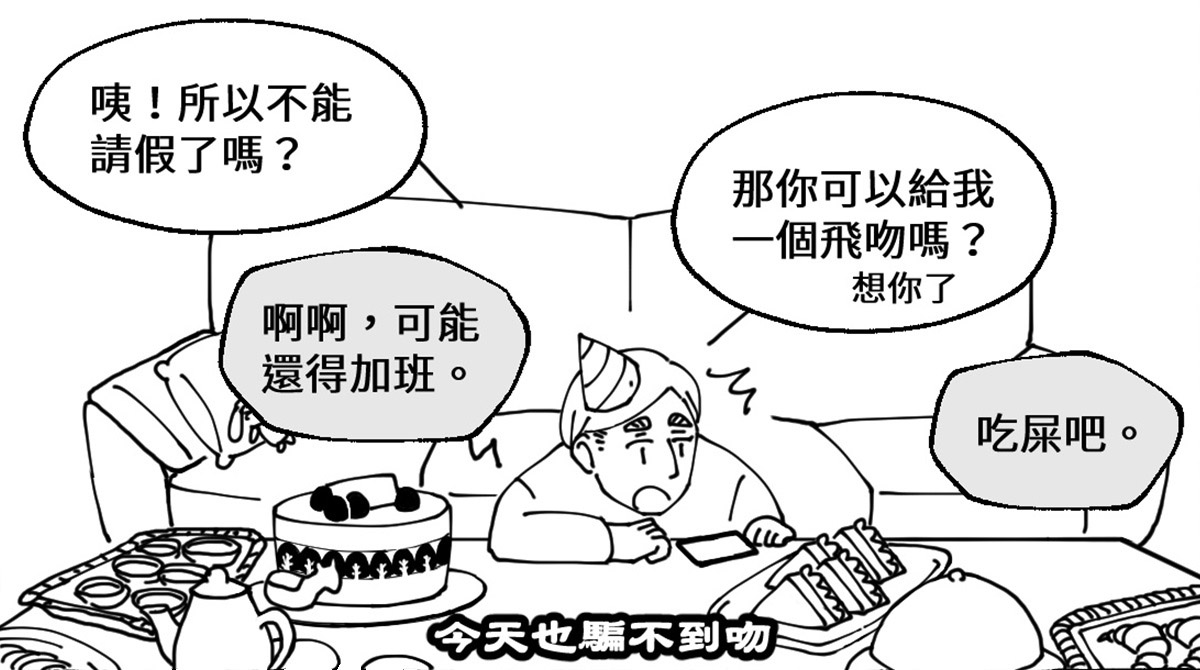 咦！所以不能
請假了嗎？
啊啊，可能
還得加班。
那你可以給我
一個飛吻嗎？
想你了
吃屎吧。
今天也騙不到吻